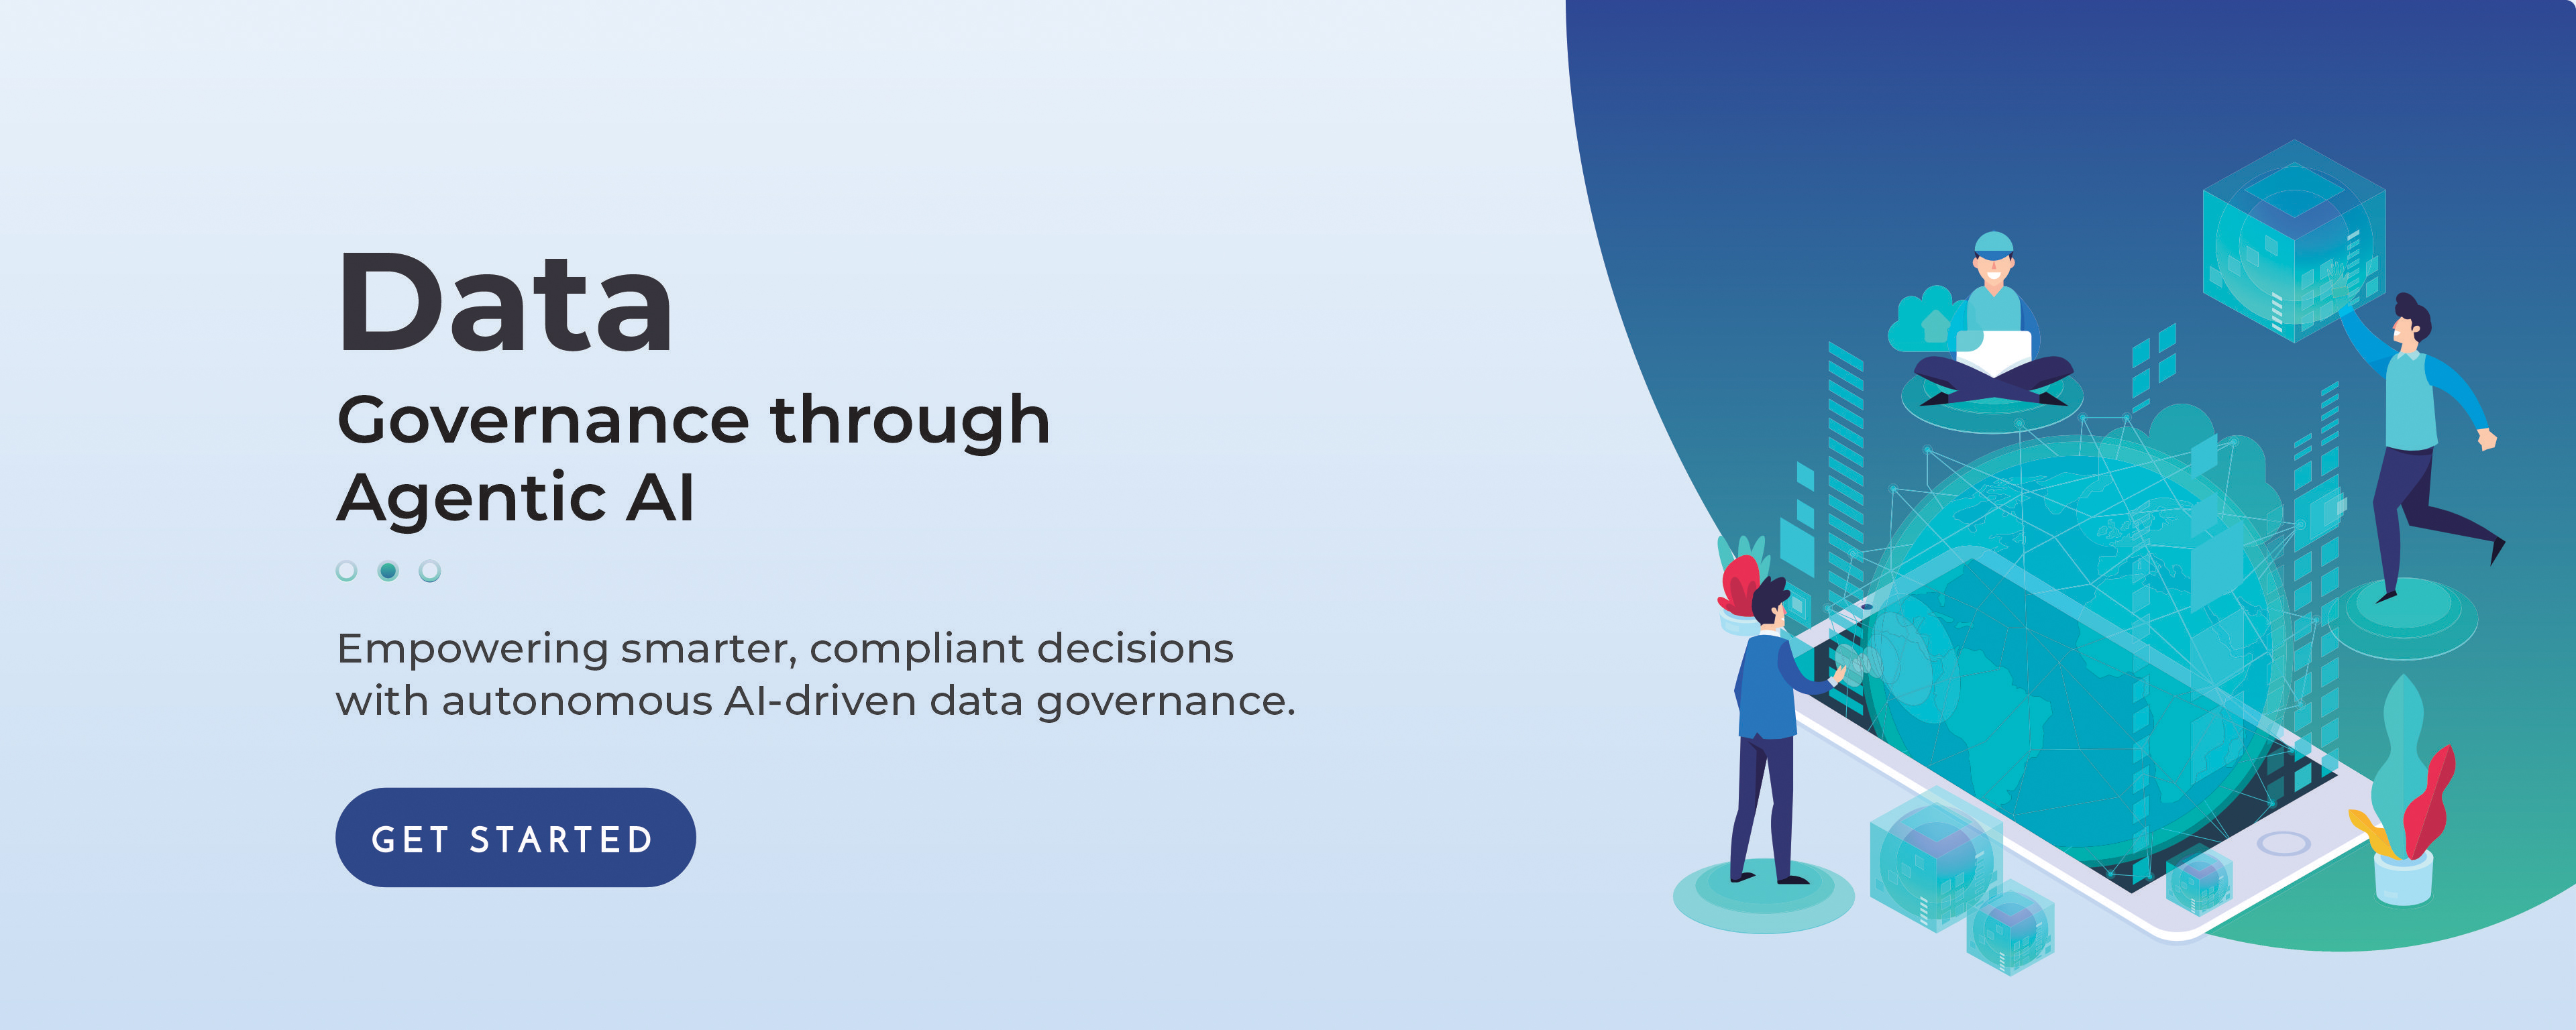 Data
Governance through
Agentic AI
Empowering smarter, compliant decisions
with autonomous AI-driven data governance.
GET STARTED